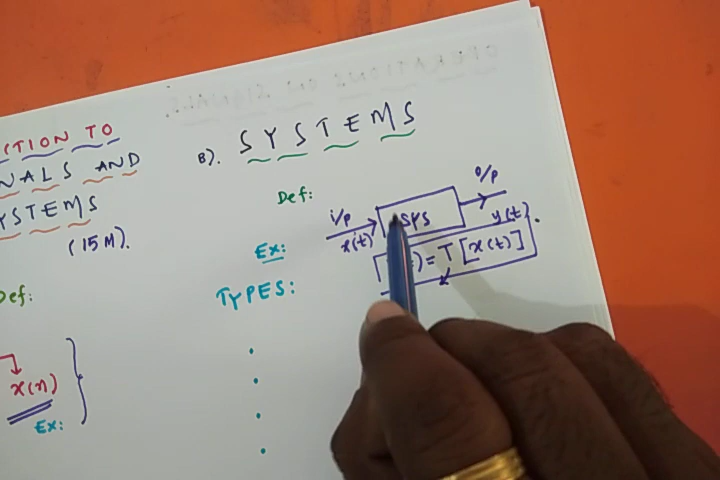 CTION TO
NALS AND
YSTEMS
(15 M).
Def:
x(n)
Ex:
B). SYSTEMS
Def:
i/p
x(t)
SYS
o/p
y(t)
Ex:
t) = T [x(t)]
TYPES: